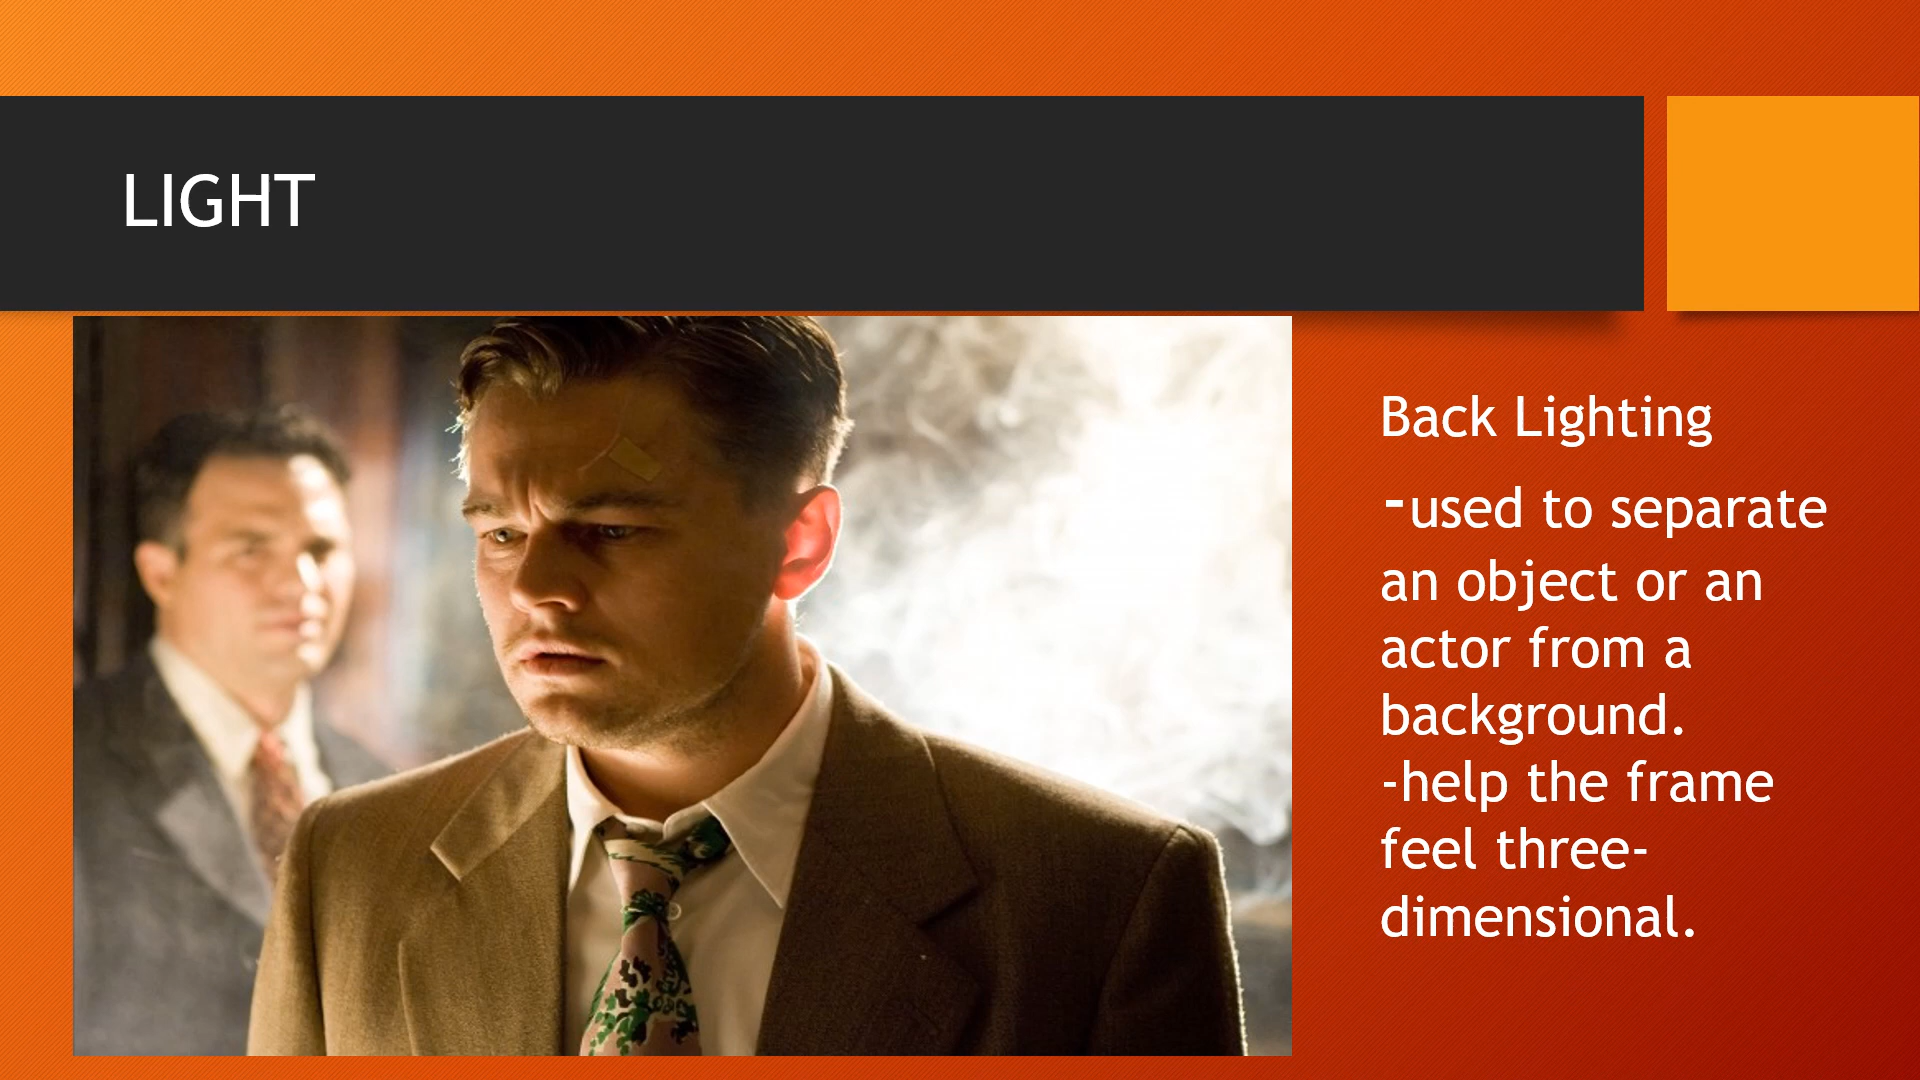 LIGHT
Back Lighting
-used to separate
an object or an
actor from a
background.
-help the frame
feel three-
dimensional.